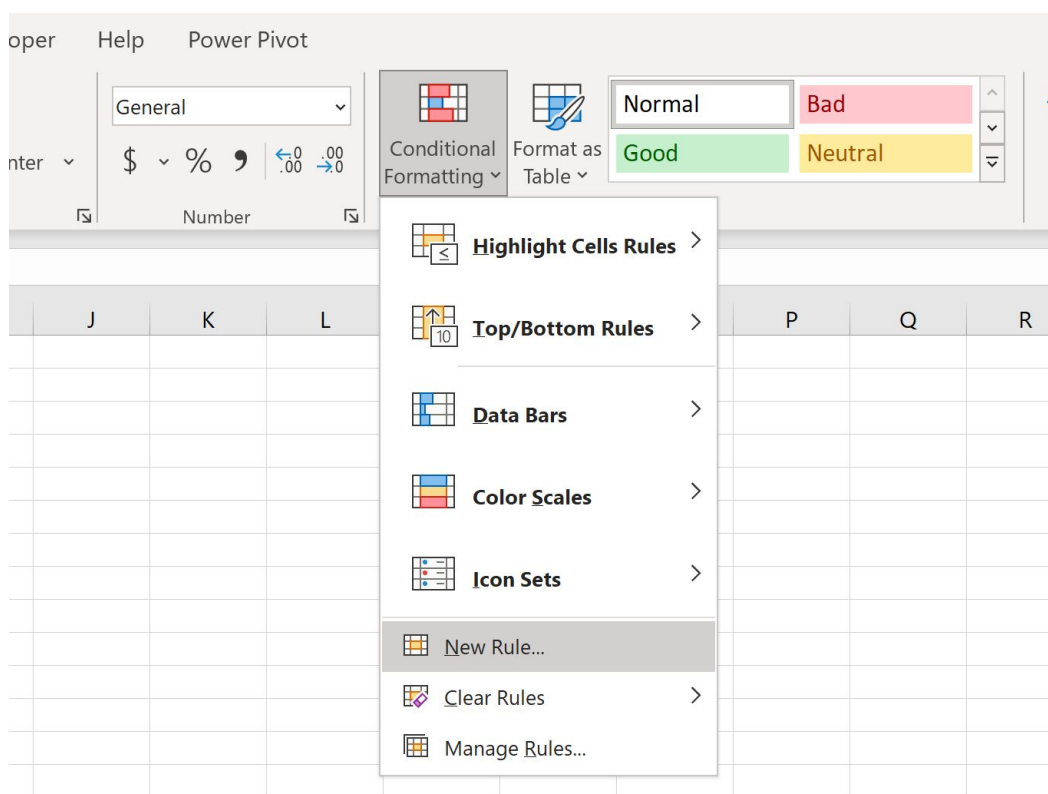 oper Help Power Pivot
General
Normal Bad
Conditional Formatting
Format as Table
Good Neutral
nter $ % 9 .0 .00 .00 .0
Number
≤ Highlight Cells Rules
J K L P Q R
10 Top/Bottom Rules
Data Bars
Color Scales
Icon Sets
New Rule...
Clear Rules
Manage Rules...